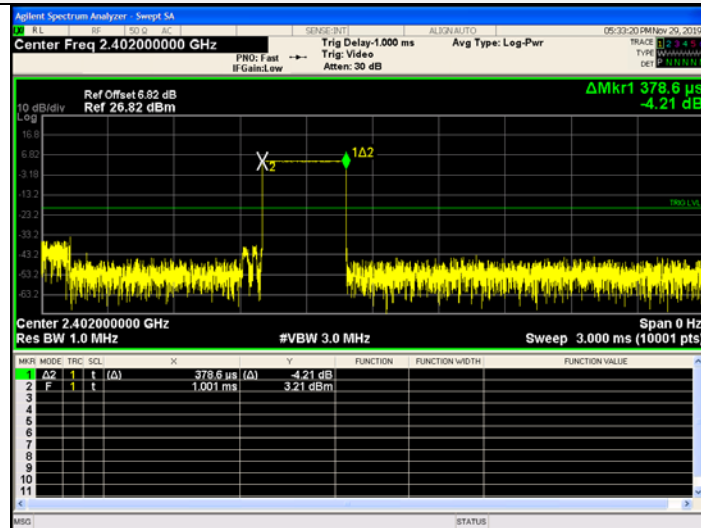 Agilent Spectrum Analyzer - Swept SA
RL RF 50 Ω AC SENSE:INT ALIGN AUTO 05:33:20 PM Nov 29, 2019
Center Freq 2.402000000 GHz
PNO: Fast
IFGain:Low
Trig Delay-1.000 ms
Trig: Video
Atten: 30 dB
Avg Type: Log-Pwr
TRACE 1 2 3 4 5
TYPE W
DET P N N N N
ΔMkr1 378.6 µs
-4.21 dB
Ref Offset 6.82 dB
10 dB/div Ref 26.82 dBm
Log
16.8
6.82
-3.18
-13.2
-23.2
-33.2
-43.2
-53.2
-63.2
2
1Δ2
TRIG LVL
Center 2.402000000 GHz Span 0 Hz
Res BW 1.0 MHz #VBW 3.0 MHz Sweep 3.000 ms (10001 pts)
MKR MODE TRC SCL X Y FUNCTION FUNCTION WIDTH FUNCTION VALUE
1 Δ2 1 t (Δ) 378.6 µs (Δ) -4.21 dB
2 F 1 t 1.001 ms 3.21 dBm
3
4
5
6
7
8
9
10
11
MSG STATUS